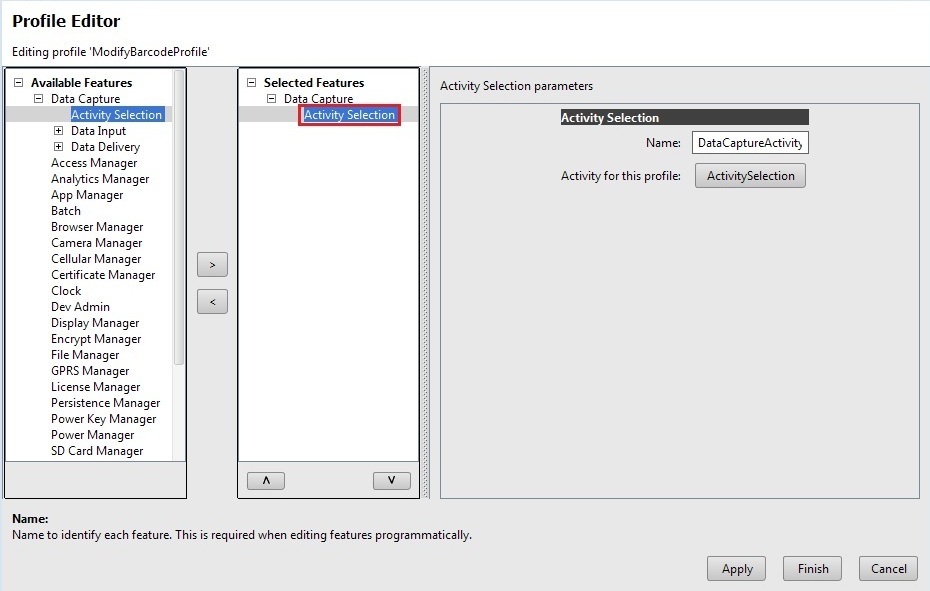 Profile Editor
Editing profile 'ModifyBarcodeProfile'
Available Features
Data Capture
Activity Selection
Data Input
Data Delivery
Access Manager
Analytics Manager
App Manager
Batch
Browser Manager
Camera Manager
Cellular Manager
Certificate Manager
Clock
Dev Admin
Display Manager
Encrypt Manager
File Manager
GPRS Manager
License Manager
Persistence Manager
Power Key Manager
Power Manager
SD Card Manager
>
<
Selected Features
Data Capture
Activity Selection
Λ
V
Activity Selection parameters
Activity Selection
Name: DataCaptureActivity
Activity for this profile: ActivitySelection
Name:
Name to identify each feature. This is required when editing features programmatically.
Apply Finish Cancel